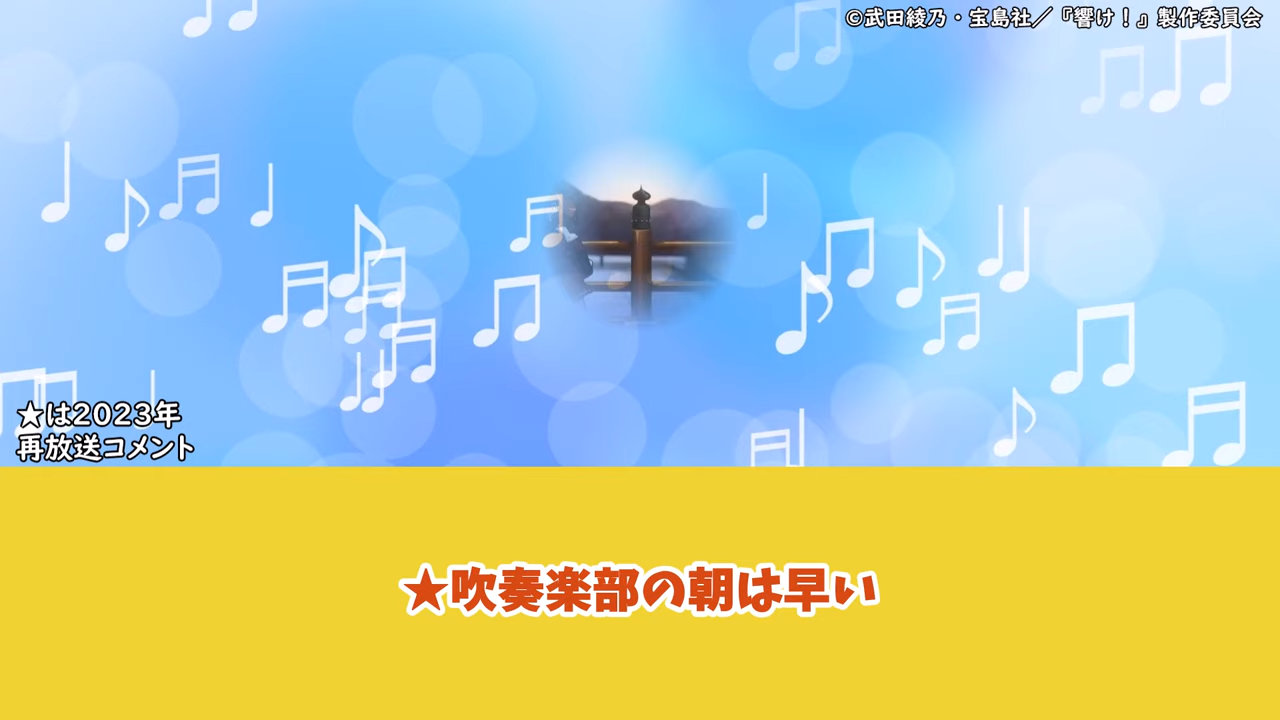 ©武田綾乃・宝島社／『響け！』製作委員会
★は2023年
再放送コメント
★吹奏楽部の朝は早い